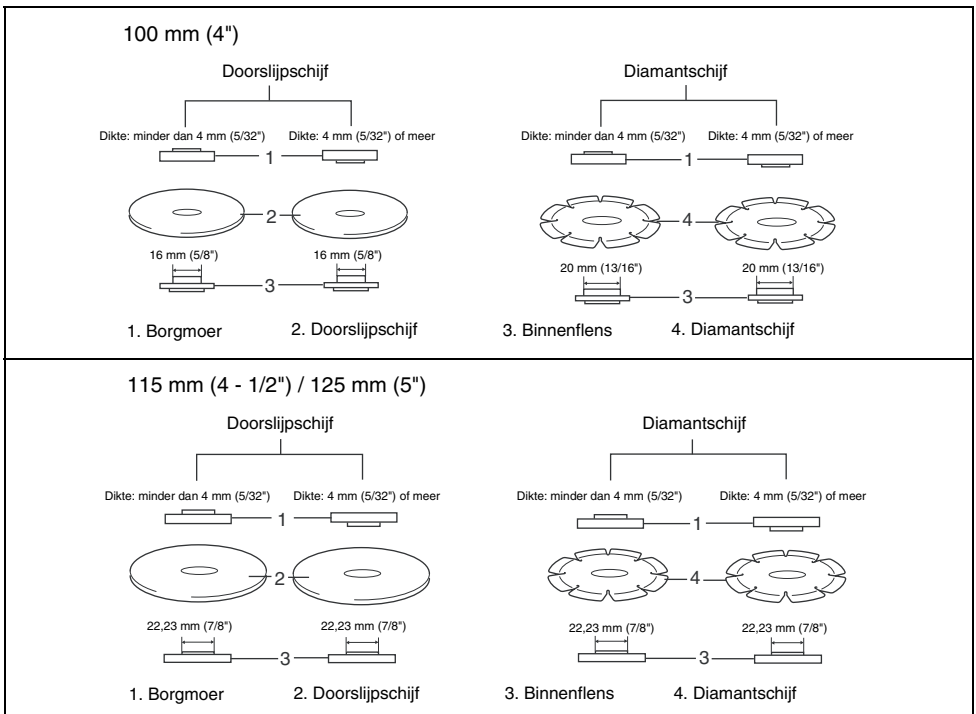 100 mm (4")
Doorslijpschijf Diamantschijf
Dikte: minder dan 4 mm (5/32") Dikte: 4 mm (5/32") of meer Dikte: minder dan 4 mm (5/32") Dikte: 4 mm (5/32") of meer
1 1
2 4
16 mm (5/8") 16 mm (5/8") 20 mm (13/16") 20 mm (13/16")
3 3
1. Borgmoer 2. Doorslijpschijf 3. Binnenflens 4. Diamantschijf
115 mm (4 - 1/2") / 125 mm (5")
Doorslijpschijf Diamantschijf
Dikte: minder dan 4 mm (5/32") Dikte: 4 mm (5/32") of meer Dikte: minder dan 4 mm (5/32") Dikte: 4 mm (5/32") of meer
1 1
2 4
22,23 mm (7/8") 22,23 mm (7/8") 22,23 mm (7/8") 22,23 mm (7/8")
3 3
1. Borgmoer 2. Doorslijpschijf 3. Binnenflens 4. Diamantschijf